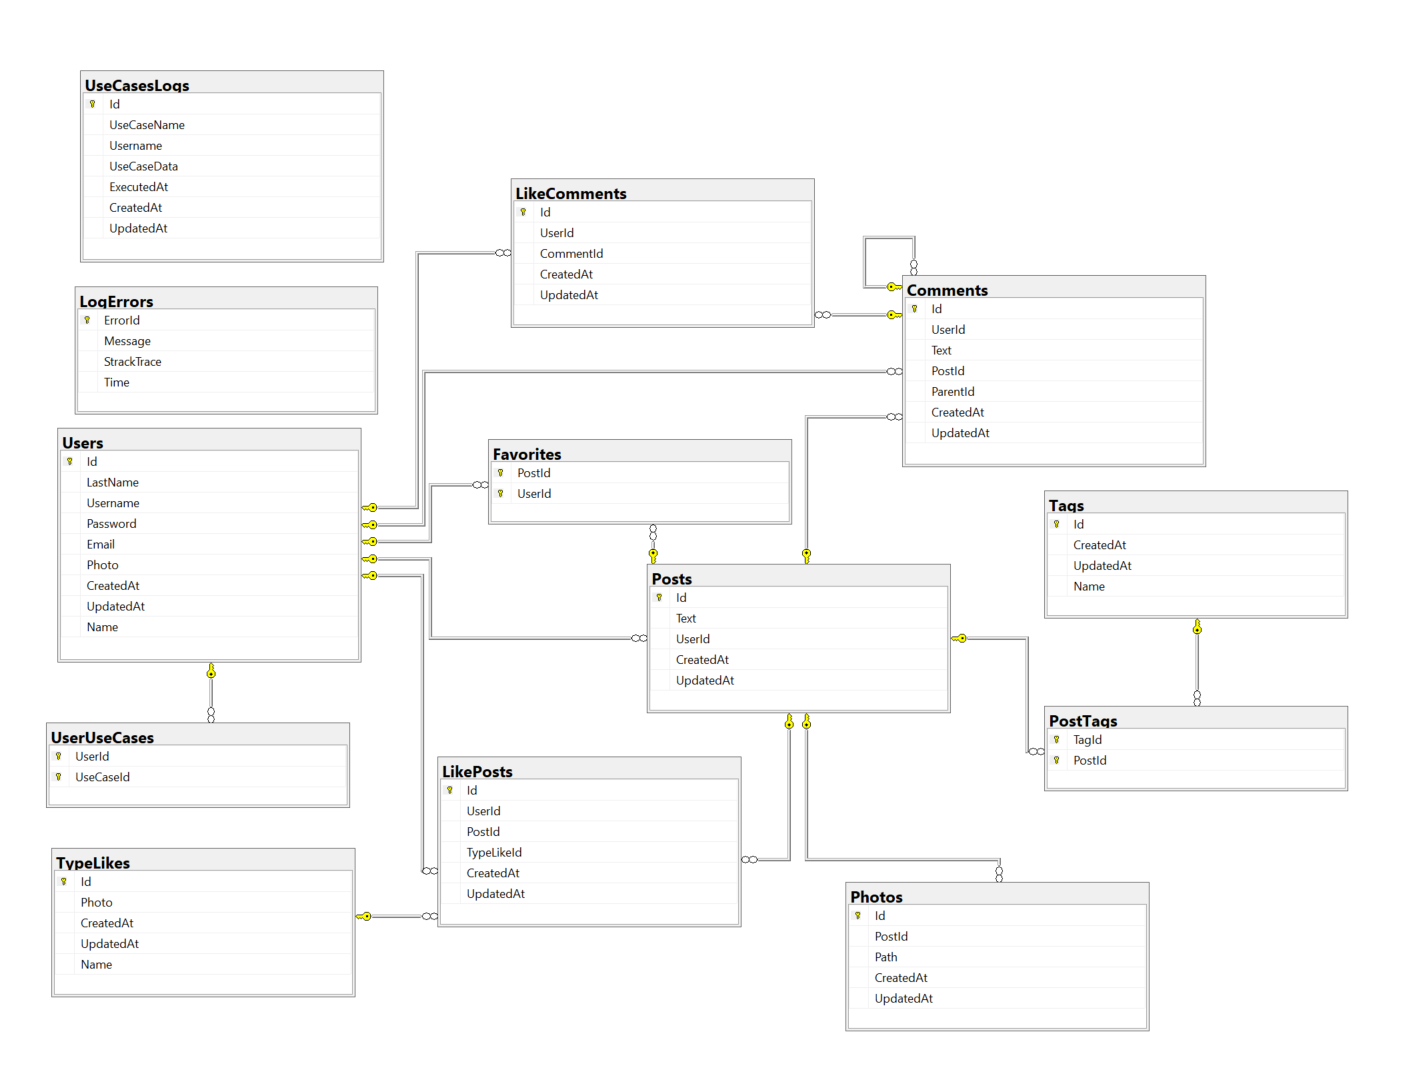 UseCasesLogs
Id
UseCaseName
Username
UseCaseData
ExecutedAt
CreatedAt
UpdatedAt
LogErrors
ErrorId
Message
StrackTrace
Time
Users
Id
LastName
Username
Password
Email
Photo
CreatedAt
UpdatedAt
Name
UserUseCases
UserId
UseCaseId
TypeLikes
Id
Photo
CreatedAt
UpdatedAt
Name
LikeComments
Id
UserId
CommentId
CreatedAt
UpdatedAt
Favorites
PostId
UserId
LikePosts
Id
UserId
PostId
TypeLikeId
CreatedAt
UpdatedAt
Posts
Id
Text
UserId
CreatedAt
UpdatedAt
Comments
Id
UserId
Text
PostId
ParentId
CreatedAt
UpdatedAt
Tags
Id
CreatedAt
UpdatedAt
Name
PostTags
TagId
PostId
Photos
Id
PostId
Path
CreatedAt
UpdatedAt